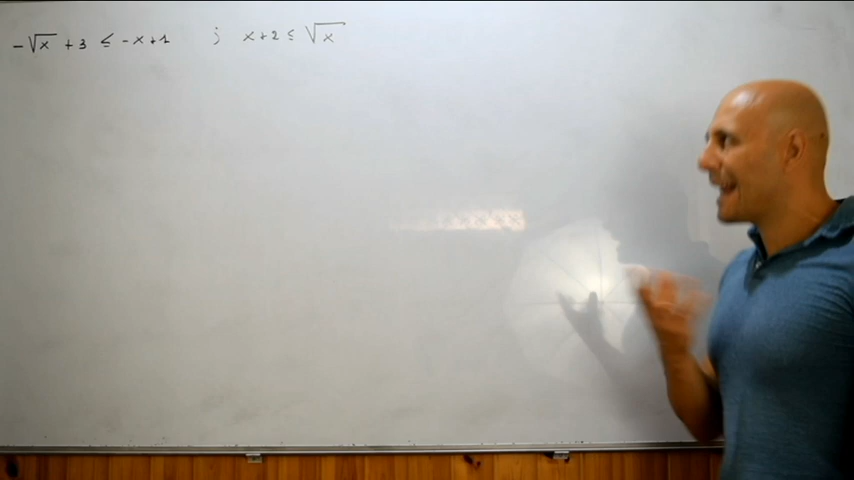 -√x + 3 ≤ -x+1 ; x+2 ≤ √x